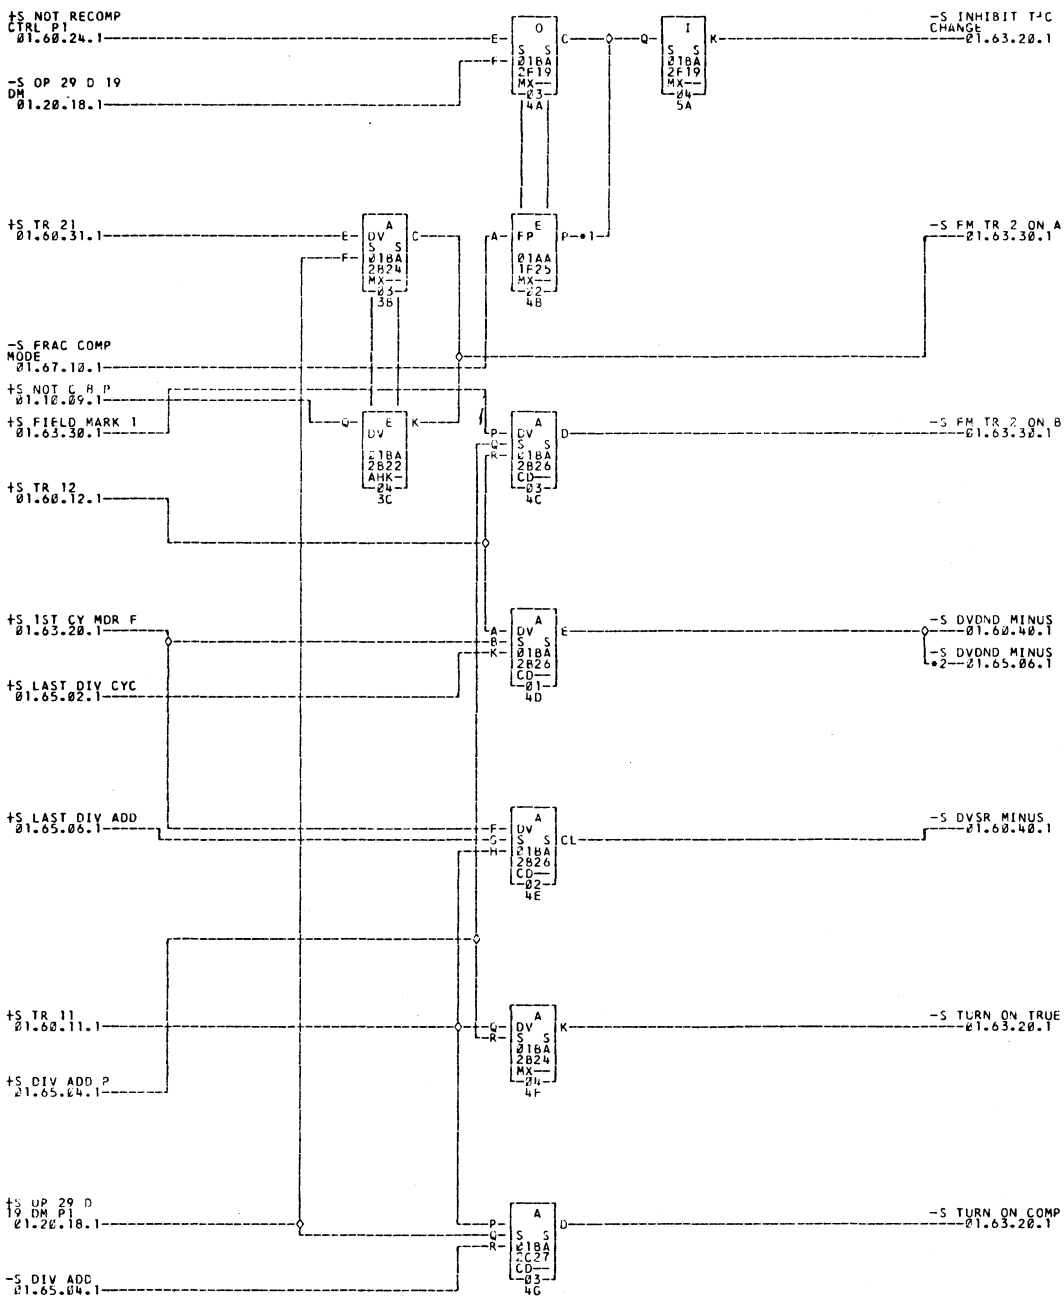 +S NOT RECOMP
CTRL P1
01.60.24.1
-S OP 29 D 19
DM
01.20.18.1
E
F
O
S S
01BA
2F19
MX--
03
4A
C
Q
I
S S
01BA
2F19
MX--
04
5A
K
-S INHIBIT T-C
CHANGE
01.63.20.1
+S TR 21
01.60.31.1
E
F
A
DV
S S
01BA
2B24
MX--
03
3B
C
A
E
FP
01AA
1F25
MX--
02
4B
P
*1
-S FM TR 2 ON A
01.63.30.1
-S FRAC COMP
MODE
01.67.10.1
+S NOT C R P
01.10.09.1
+S FIELD MARK 1
01.63.30.1
Q
E
DV
01BA
2B22
AHK-
04
3C
K
P
Q
R
A
DV
S S
01BA
2B26
CD--
03
4C
D
-S FM TR 2 ON B
01.63.30.1
+S TR 12
01.60.12.1
+S 1ST CY MDR F
01.63.20.1
A
B
K
A
DV
S S
01BA
2B26
CD--
01
4D
E
-S DVDND MINUS
01.60.40.1
-S DVDND MINUS
*2--01.65.06.1
+S LAST DIV CYC
01.65.02.1
+S LAST DIV ADD
01.65.06.1
F
G
H
A
DV
S S
01BA
2B26
CD--
02
4E
CL
-S DVSR MINUS
01.60.40.1
+S TR 11
01.60.11.1
Q
R
A
DV
S S
01BA
2B24
MX--
04
4F
K
-S TURN ON TRUE
01.63.20.1
+S DIV ADD P
01.65.04.1
+S OP 29 D
19 DM P1
01.20.18.1
P
Q
R
A
S S
01BA
2C27
CD--
03
4G
D
-S TURN ON COMP
01.63.20.1
-S DIV ADD
01.65.04.1